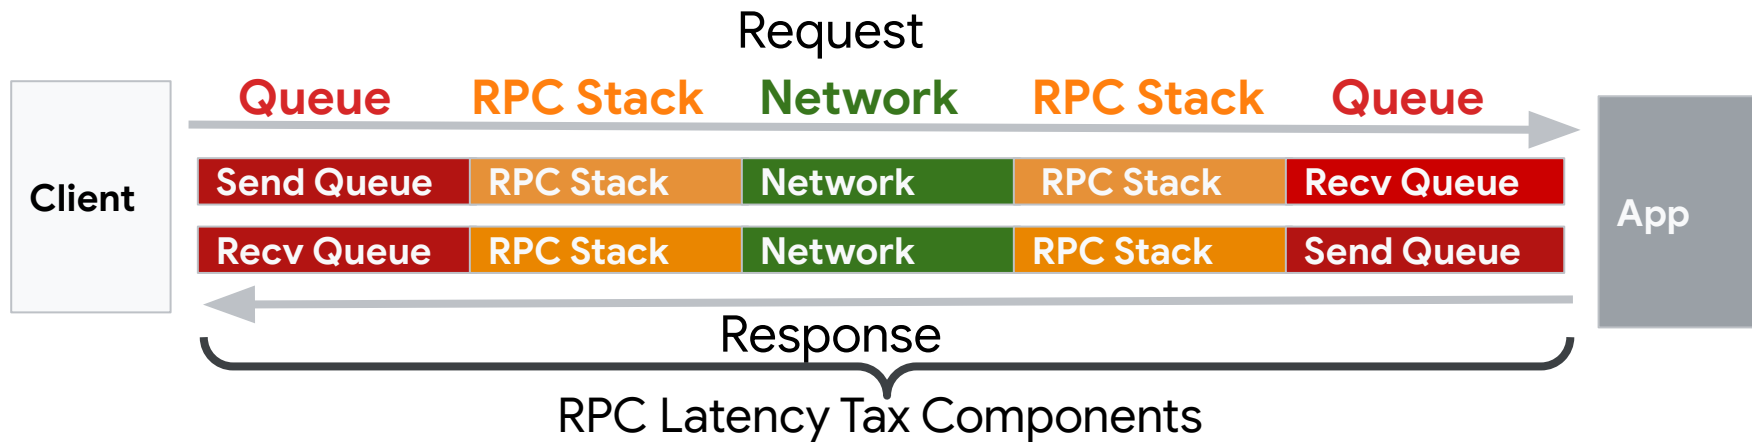 Request
Queue RPC Stack Network RPC Stack Queue
Client
Send Queue RPC Stack Network RPC Stack Recv Queue
App
Recv Queue RPC Stack Network RPC Stack Send Queue
Response
RPC Latency Tax Components